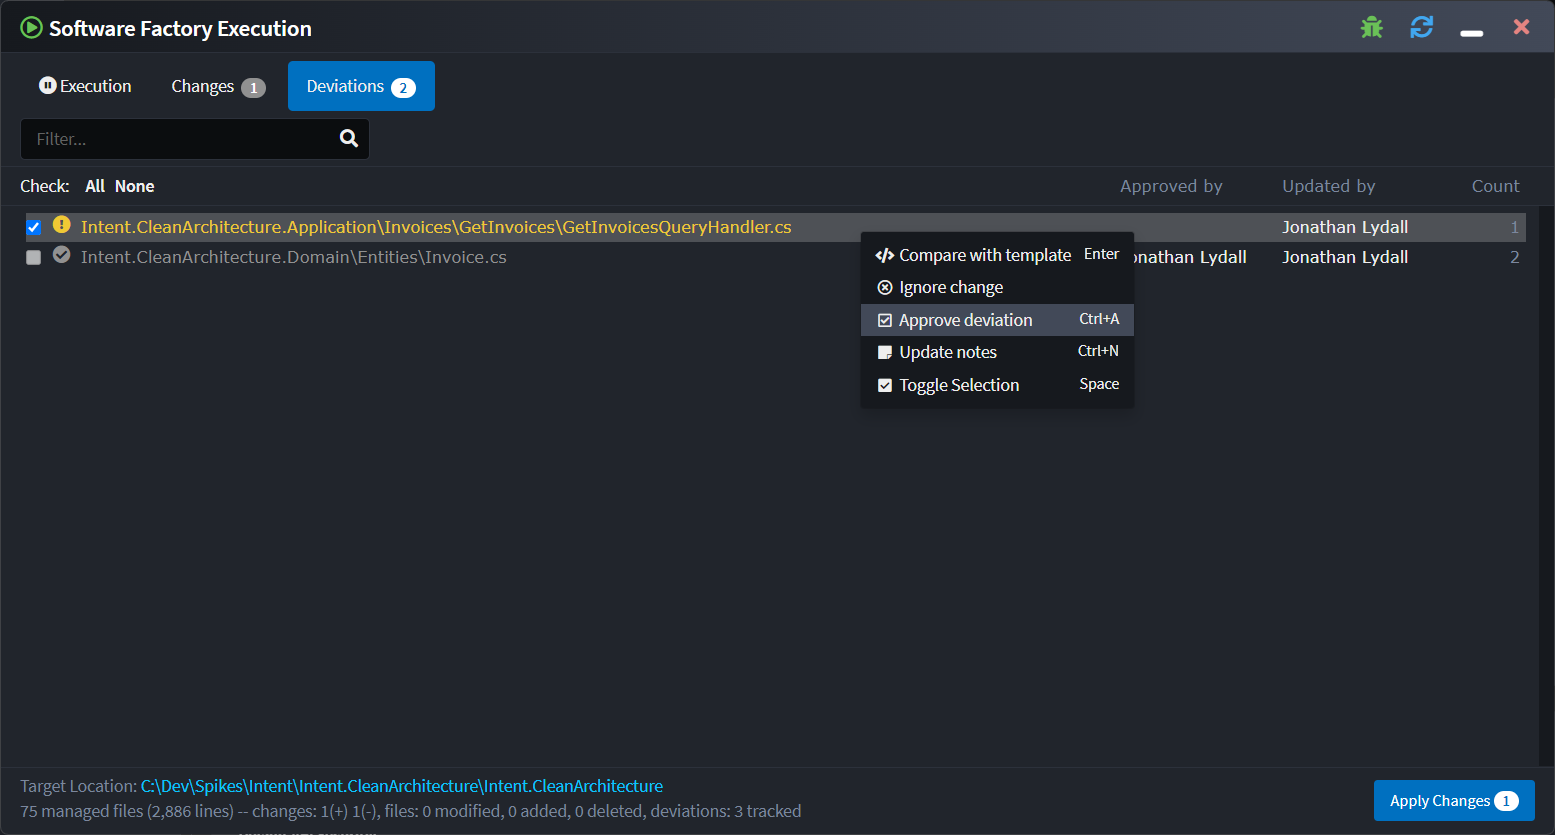 Software Factory Execution
Execution Changes 1 Deviations 2
Filter...
Check: All None Approved by Updated by Count
Intent.CleanArchitecture.Application\Invoices\GetInvoices\GetInvoicesQueryHandler.cs Jonathan Lydall 1
Intent.CleanArchitecture.Domain\Entities\Invoice.cs onathan Lydall Jonathan Lydall 2
Compare with template Enter
Ignore change
Approve deviation Ctrl+A
Update notes Ctrl+N
Toggle Selection Space
Target Location: C:\Dev\Spikes\Intent\Intent.CleanArchitecture\Intent.CleanArchitecture
75 managed files (2,886 lines) -- changes: 1(+) 1(-), files: 0 modified, 0 added, 0 deleted, deviations: 3 tracked
Apply Changes 1